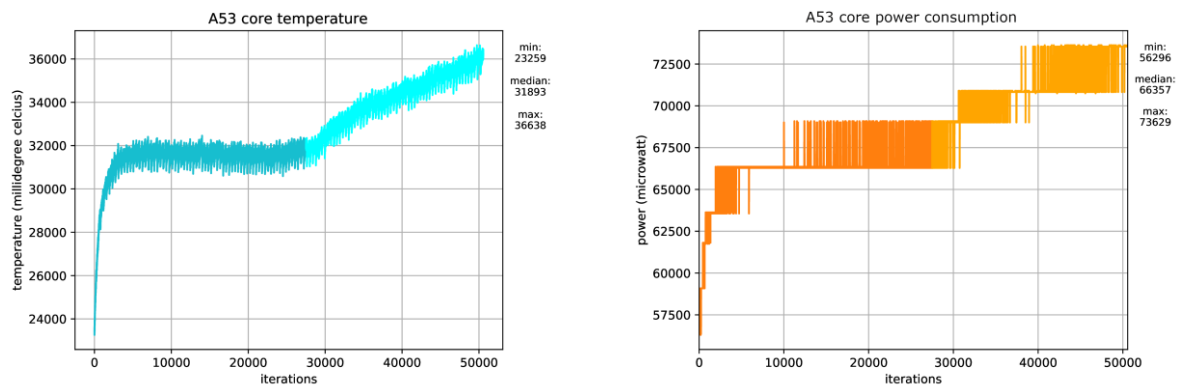 A53 core temperature
temperature (millidegree celcius)
36000
34000
32000
30000
28000
26000
24000
0 10000 20000 30000 40000 50000
iterations
min:
23259
median:
31893
max:
36638
A53 core power consumption
power (microwatt)
72500
70000
67500
65000
62500
60000
57500
0 10000 20000 30000 40000 50000
iterations
min:
56296
median:
66357
max:
73629